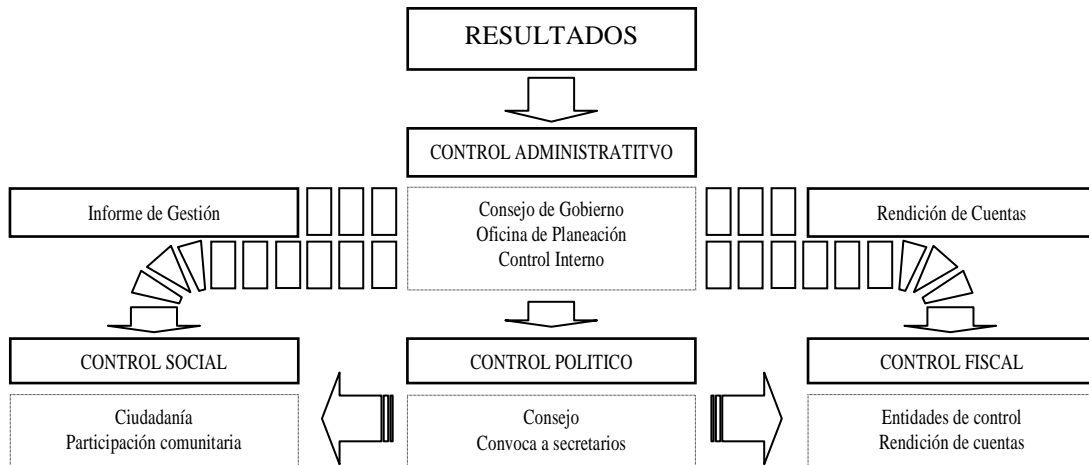 RESULTADOS
CONTROL ADMINISTRATITVO
Informe de Gestión
Consejo de Gobierno
Oficina de Planeación
Control Interno
Rendición de Cuentas
CONTROL SOCIAL
CONTROL POLITICO
CONTROL FISCAL
Ciudadanía
Participación comunitaria
Consejo
Convoca a secretarios
Entidades de control
Rendición de cuentas